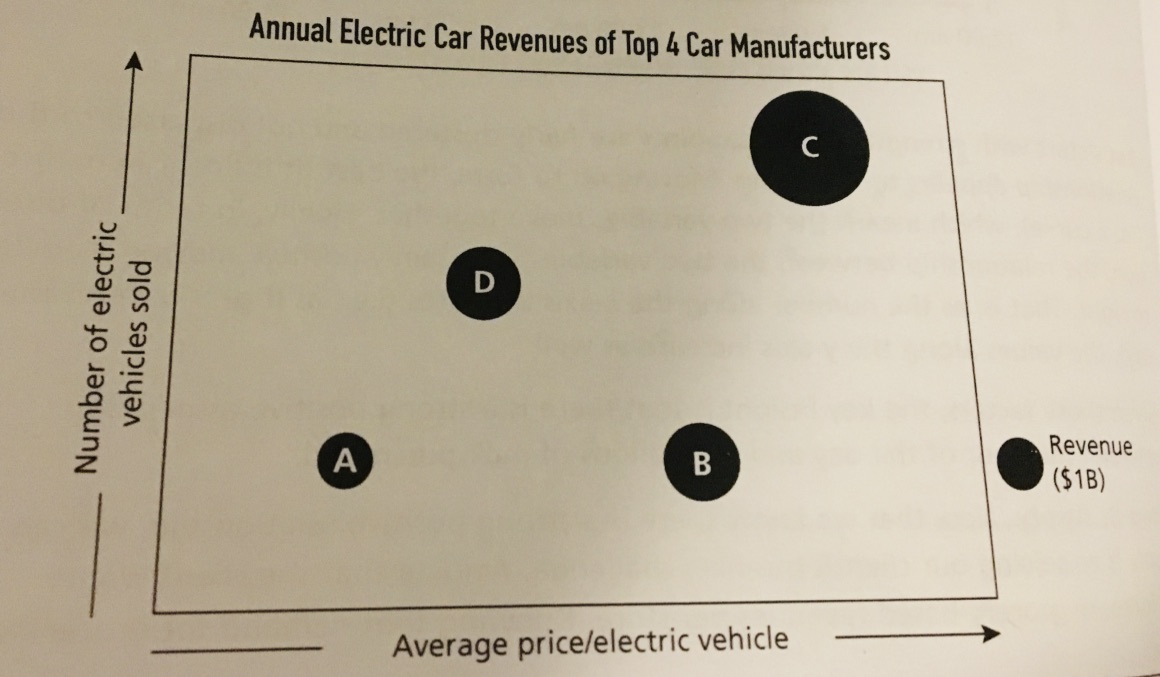 Annual Electric Car Revenues of Top 4 Car Manufacturers
Number of electric
vehicles sold
C
D
A
B
Revenue
($1B)
Average price/electric vehicle